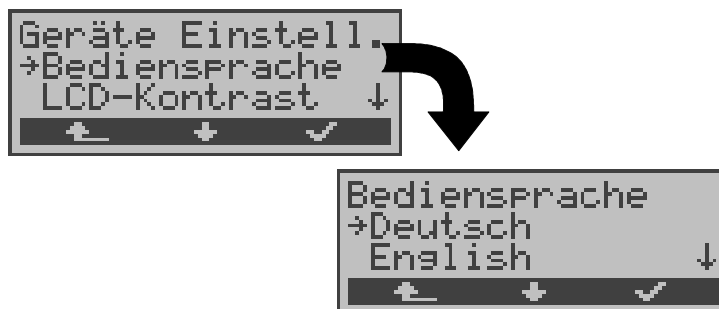 Geräte Einstell.
→Bediensprache
LCD-Kontrast ↓
Bediensprache
→Deutsch
English ↓